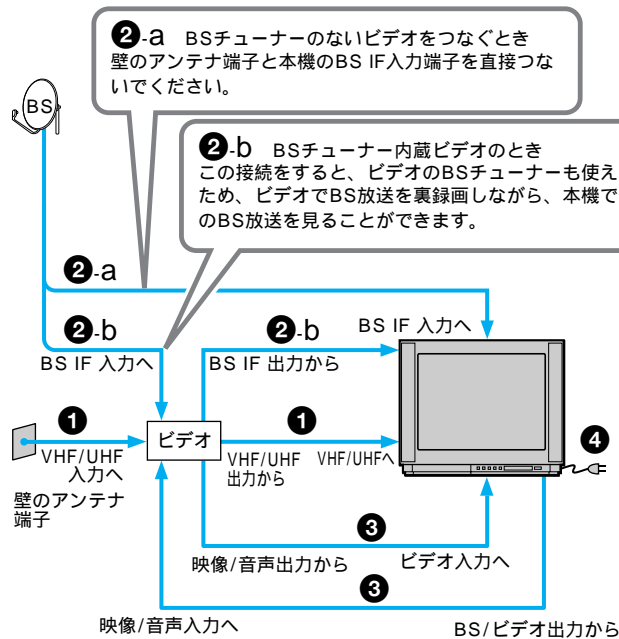 ❷-a BSチューナーのないビデオをつなぐとき
壁のアンテナ端子と本機のBS IF入力端子を直接つな
いでください。
BS
❷-b BSチューナー内蔵ビデオのとき
この接続をすると、ビデオのBSチューナーも使え
ため、ビデオでBS放送を裏録画しながら、本機で
のBS放送を見ることができます。
❷-a
❷-b
BS IF 入力へ
❷-b
BS IF 出力から
BS IF 入力へ
❶
VHF/UHF
入力へ
壁のアンテナ
端子
ビデオ
❶
VHF/UHF
出力から
VHF/UHFへ
❹
❸
映像/音声出力から
ビデオ入力へ
❸
映像/音声入力へ
BS/ビデオ出力から